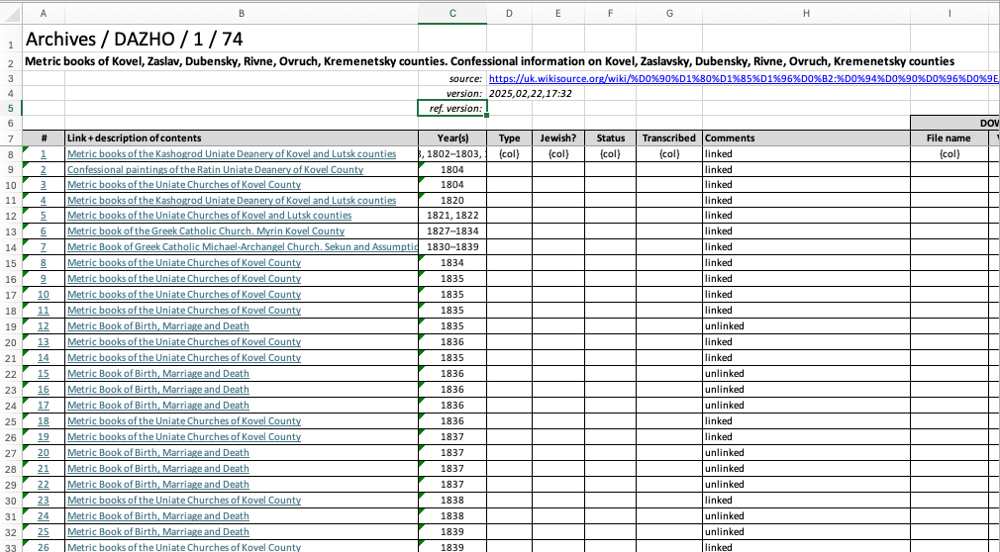 A B C D E F G H I
1 Archives / DAZHO / 1 / 74
2 Metric books of Kovel, Zaslav, Dubensky, Rivne, Ovruch, Kremenetsky counties. Confessional information on Kovel, Zaslavsky, Dubensky, Rivne, Ovruch, Kremenetsky counties
3 source: https://uk.wikisource.org/wiki/%D0%90%D1%80%D1%85%D1%96%D0%B2:%D0%94%D0%90%D0%96%D0%9E/
4 version: 2025,02,22,17:32
5 ref. version:
6
7 # Link + description of contents Year(s) Type Jewish? Status Transcribed Comments File name
8 1 Metric books of the Kashogrod Uniate Deanery of Kovel and Lutsk counties 3, 1802–1803, {col} {col} {col} {col} linked {col}
9 2 Confessional paintings of the Ratin Uniate Deanery of Kovel County 1804 linked
10 3 Metric books of the Uniate Churches of Kovel County 1804 linked
11 4 Metric books of the Kashogrod Uniate Deanery of Kovel and Lutsk counties 1820 linked
12 5 Metric books of the Uniate Churches of Kovel and Lutsk counties 1821, 1822 linked
13 6 Metric book of the Greek Catholic Church. Myrin Kovel County 1827–1834 linked
14 7 Metric Book of Greek Catholic Michael-Archangel Church. Sekun and Assumptic 1830–1839 linked
15 8 Metric books of the Uniate Churches of Kovel County 1834 linked
16 9 Metric books of the Uniate Churches of Kovel County 1835 linked
17 10 Metric books of the Uniate Churches of Kovel County 1835 linked
18 11 Metric books of the Uniate Churches of Kovel County 1835 linked
19 12 Metric Book of Birth, Marriage and Death 1835 unlinked
20 13 Metric books of the Uniate Churches of Kovel County 1836 linked
21 14 Metric books of the Uniate Churches of Kovel County 1835 linked
22 15 Metric Book of Birth, Marriage and Death 1836 unlinked
23 16 Metric Book of Birth, Marriage and Death 1836 unlinked
24 17 Metric Book of Birth, Marriage and Death 1836 unlinked
25 18 Metric books of the Uniate Churches of Kovel County 1836 linked
26 19 Metric books of the Uniate Churches of Kovel County 1837 linked
27 20 Metric Book of Birth, Marriage and Death 1837 unlinked
28 21 Metric Book of Birth, Marriage and Death 1837 unlinked
29 22 Metric Book of Birth, Marriage and Death 1837 unlinked
30 23 Metric books of the Uniate Churches of Kovel County 1838 linked
31 24 Metric Book of Birth, Marriage and Death 1838 unlinked
32 25 Metric Book of Birth, Marriage and Death 1839 unlinked
33 26 Metric books of the Uniate Churches of Kovel County 1839 linked